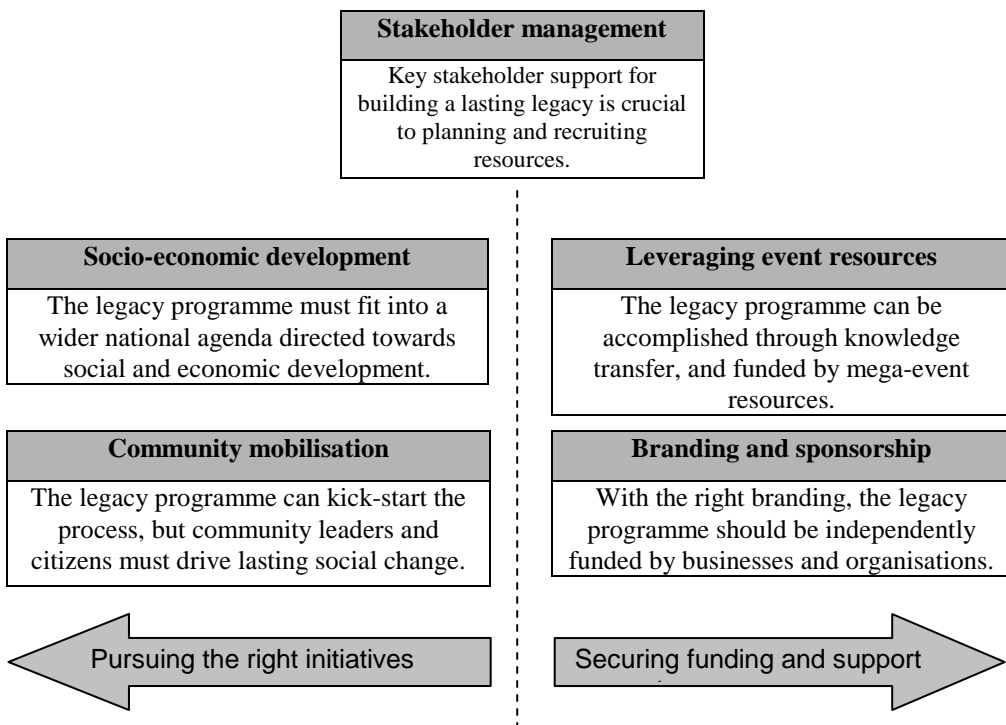 Stakeholder management
Key stakeholder support for
building a lasting legacy is crucial
to planning and recruiting
resources.
Socio-economic development
The legacy programme must fit into a
wider national agenda directed towards
social and economic development.
Leveraging event resources
The legacy programme can be
accomplished through knowledge
transfer, and funded by mega-event
resources.
Community mobilisation
The legacy programme can kick-start the
process, but community leaders and
citizens must drive lasting social change.
Branding and sponsorship
With the right branding, the legacy
programme should be independently
funded by businesses and organisations.
Pursuing the right initiatives
Securing funding and support